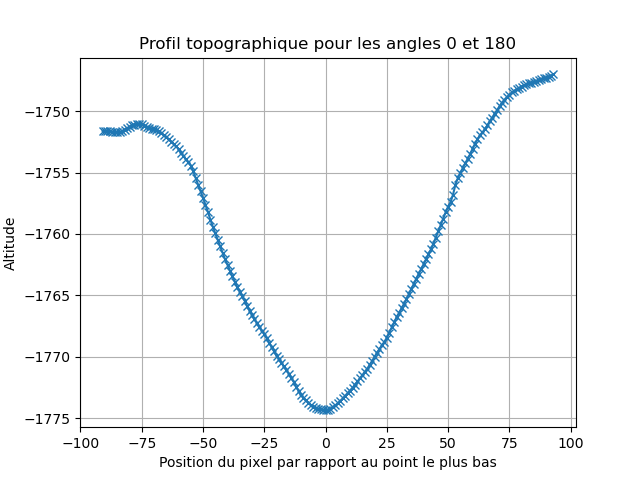 Profil topographique pour les angles 0 et 180
Altitude
−1750
−1755
−1760
−1765
−1770
−1775
−100 −75 −50 −25 0 25 50 75 100
Position du pixel par rapport au point le plus bas